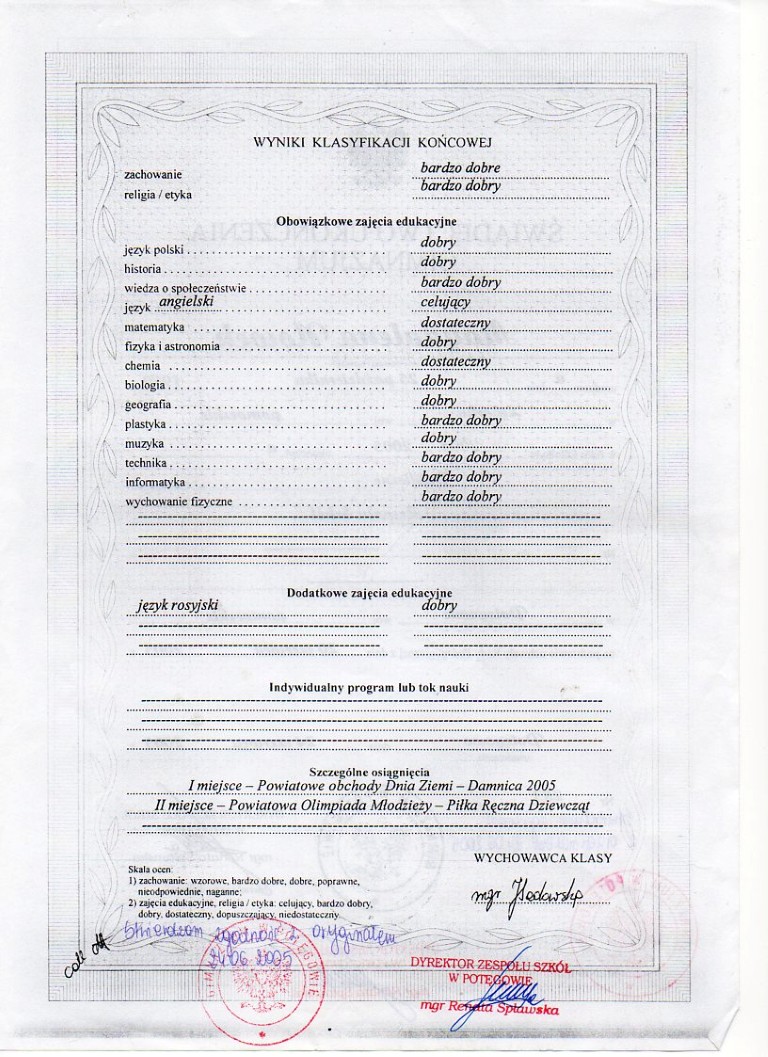 WYNIKI KLASYFIKACJI KOŃCOWEJ
zachowanie bardzo dobre
religia / etyka bardzo dobry
Obowiązkowe zajęcia edukacyjne
język polski dobry
historia dobry
wiedza o społeczeństwie bardzo dobry
język angielski celujący
matematyka dostateczny
fizyka i astronomia dobry
chemia dostateczny
biologia dobry
geografia dobry
plastyka bardzo dobry
muzyka dobry
technika bardzo dobry
informatyka bardzo dobry
wychowanie fizyczne bardzo dobry
Dodatkowe zajęcia edukacyjne
język rosyjski dobry
Indywidualny program lub tok nauki
Szczególne osiągnięcia
I miejsce – Powiatowe obchody Dnia Ziemi – Damnica 2005
II miejsce – Powiatowa Olimpiada Młodzieży – Piłka Ręczna Dziewcząt
WYCHOWAWCA KLASY
mgr
Skala ocen:
1) zachowanie: wzorowe, bardzo dobre, dobre, poprawne,
nieodpowiednie, naganne;
2) zajęcia edukacyjne, religia / etyka: celujący, bardzo dobry,
dobry, dostateczny, dopuszczający, niedostateczny.
Stwierdzam zgodność z oryginałem
24.06 2005
DYREKTOR ZESPOŁU SZKÓŁ
W POTĘGOWIE
mgr Renata Spławska